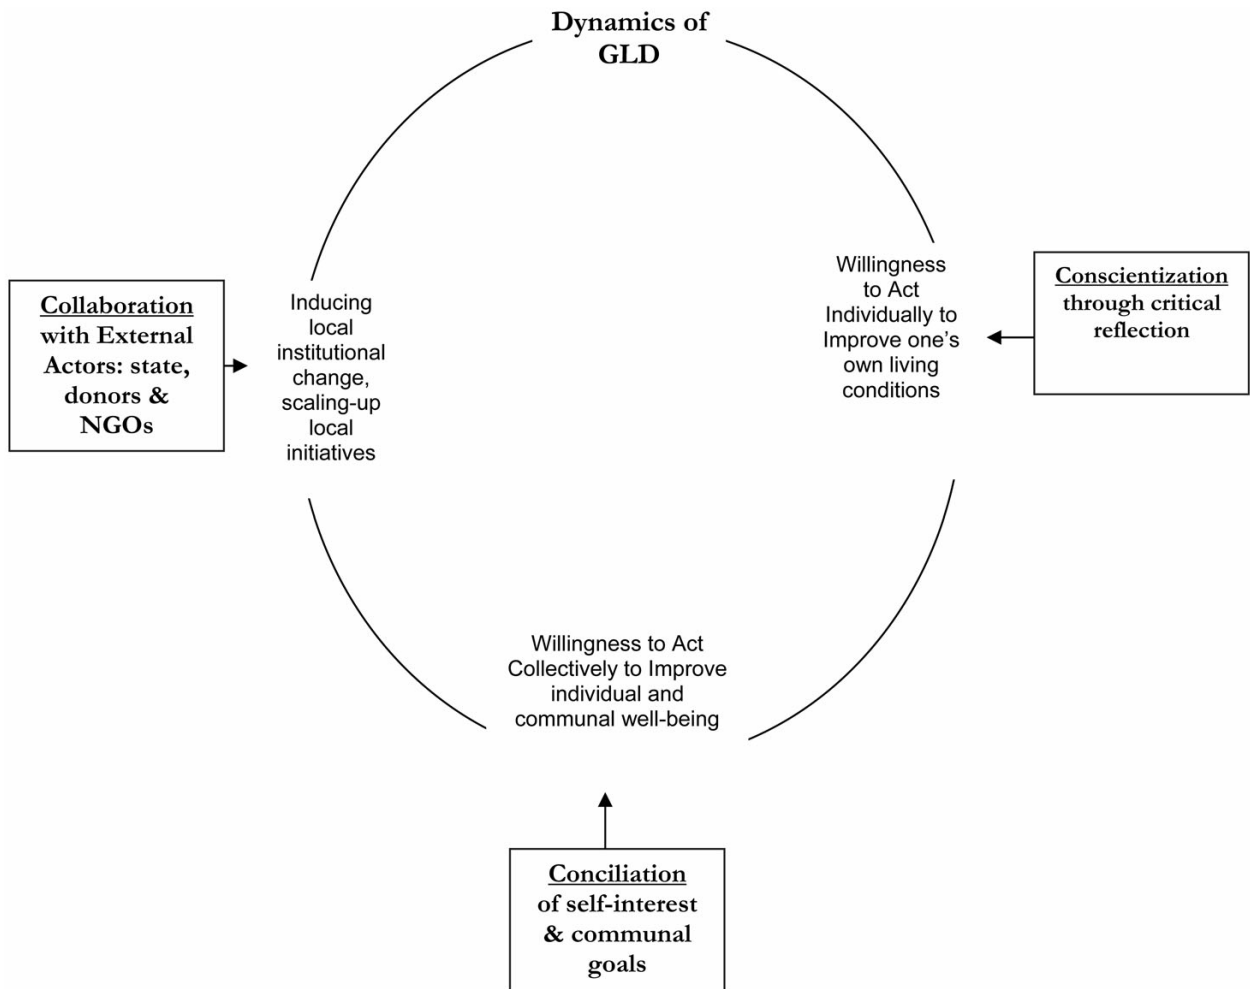 Dynamics of
GLD
Collaboration
with External
Actors: state,
donors &
NGOs
Inducing
local
institutional
change,
scaling-up
local
initiatives
Willingness
to Act
Individually to
Improve one’s
own living
conditions
Conscientization
through critical
reflection
Willingness to Act
Collectively to Improve
individual and
communal well-being
Conciliation
of self-interest
& communal
goals